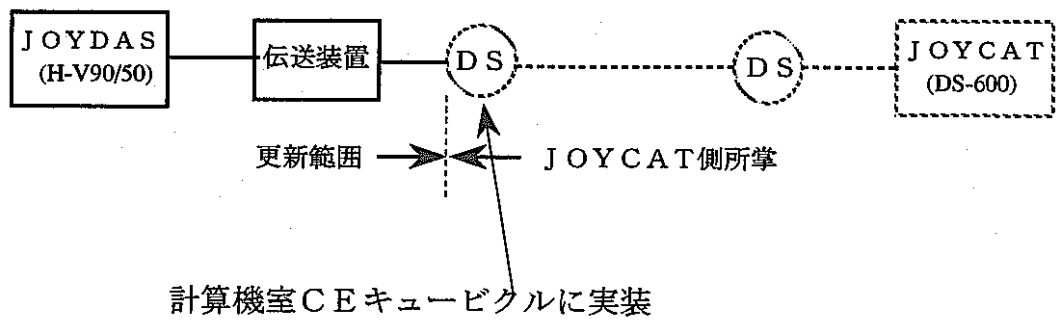 JOYDAS
(H-V90/50)
伝送装置
DS
DS
JOYCAT
(DS-600)
更新範囲
JOYCAT側所掌
計算機室CEキュービクルに実装